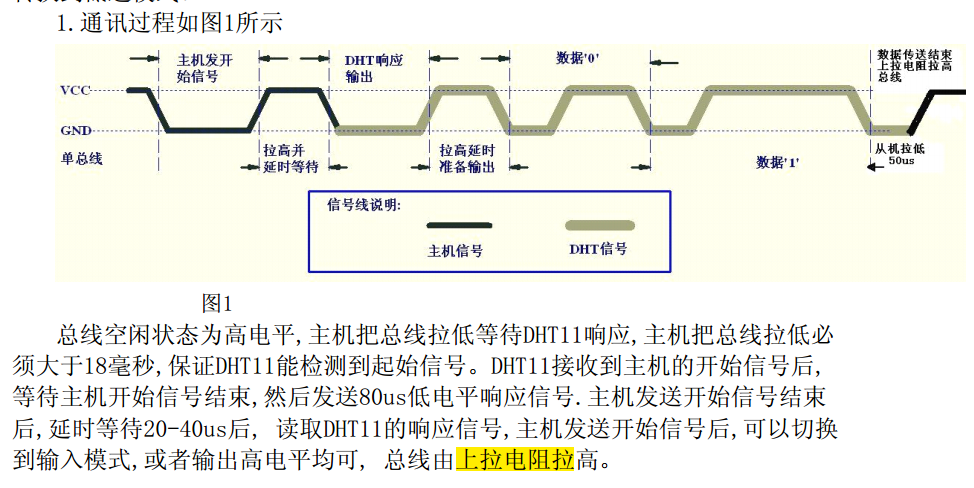 1.通讯过程如图1所示
主机发开
始信号
DHT响应
输出
数据'0'
数据传送结束
上拉电阻拉高
总线
VCC
GND
单总线
拉高并
延时等待
拉高延时
准备输出
数据'1'
从机拉低
50us
信号线说明:
主机信号
DHT信号
图1
总线空闲状态为高电平,主机把总线拉低等待DHT11响应,主机把总线拉低必
须大于18毫秒,保证DHT11能检测到起始信号。DHT11接收到主机的开始信号后,
等待主机开始信号结束,然后发送80us低电平响应信号.主机发送开始信号结束
后,延时等待20-40us后, 读取DHT11的响应信号,主机发送开始信号后,可以切换
到输入模式,或者输出高电平均可, 总线由上拉电阻拉高。